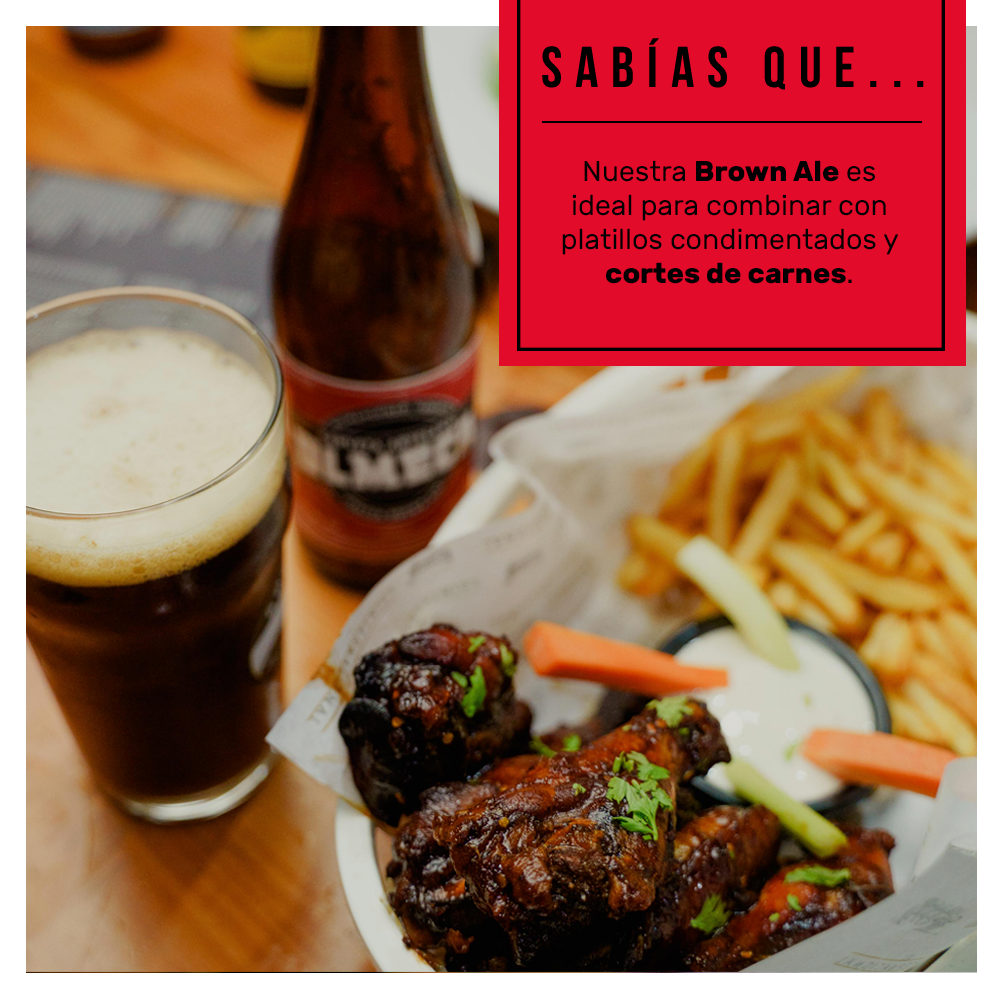 SABÍAS QUE...
Nuestra Brown Ale es
ideal para combinar con
platillos condimentados y
cortes de carnes.